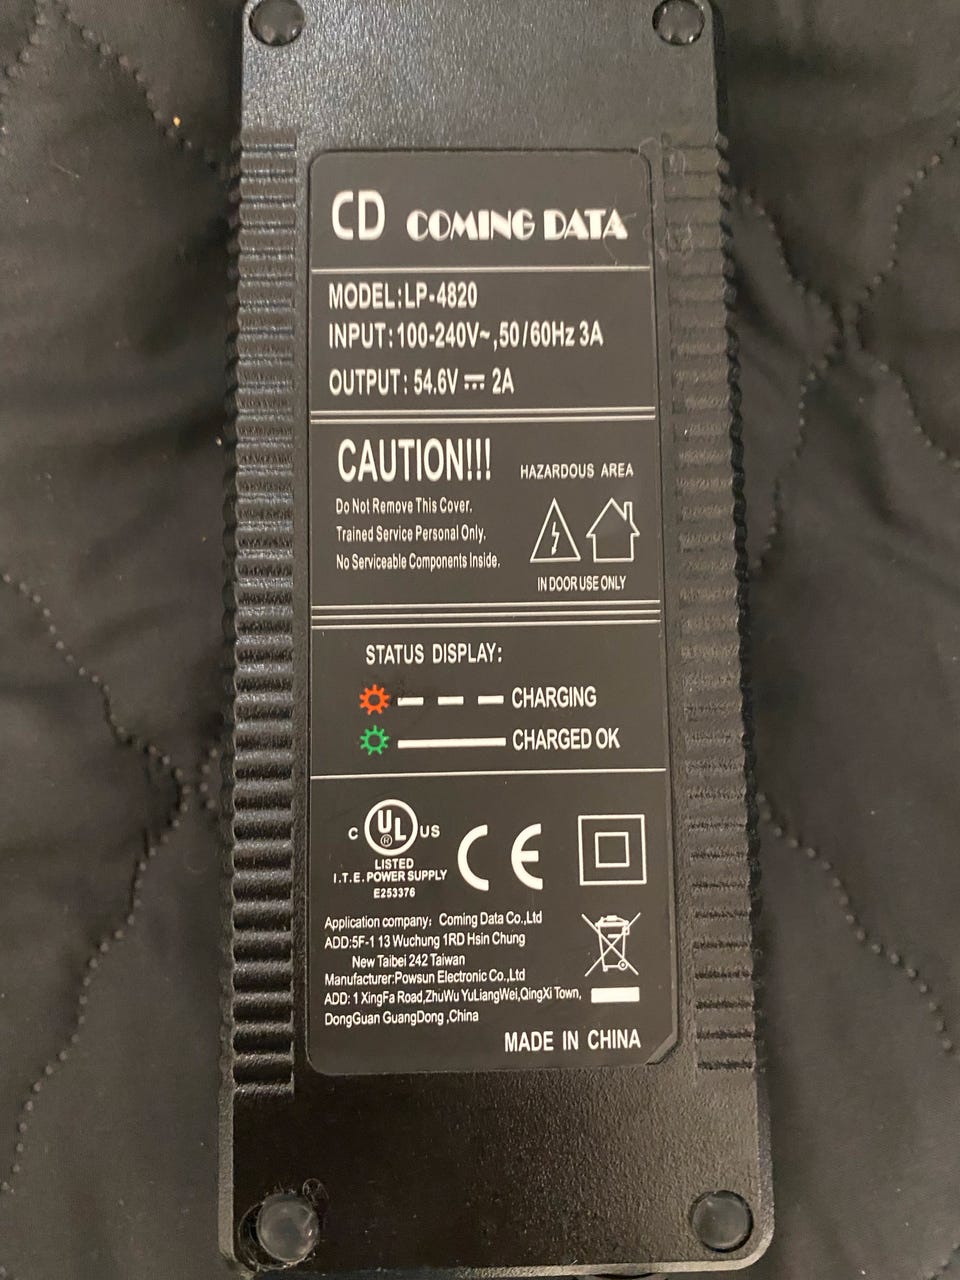 CD COMING DATA
MODEL:LP-4820
INPUT:100-240V~,50/60Hz 3A
OUTPUT: 54.6V⎓ 2A
CAUTION!!!
Do Not Remove This Cover.
Trained Service Personal Only.
No Serviceable Components Inside.
HAZARDOUS AREA
IN DOOR USE ONLY
STATUS DISPLAY:
CHARGING
CHARGED OK
C UL ® US
LISTED
I.T.E. POWER SUPPLY
E253376
CE
Application company: Coming Data Co.,Ltd
ADD:5F-1 13 Wuchung 1RD Hsin Chung
New Taibei 242 Taiwan
Manufacturer:Powsun Electronic Co.,Ltd
ADD: 1 XingFa Road,ZhuWu YuLiangWei,QingXi Town,
DongGuan GuangDong ,China
MADE IN CHINA